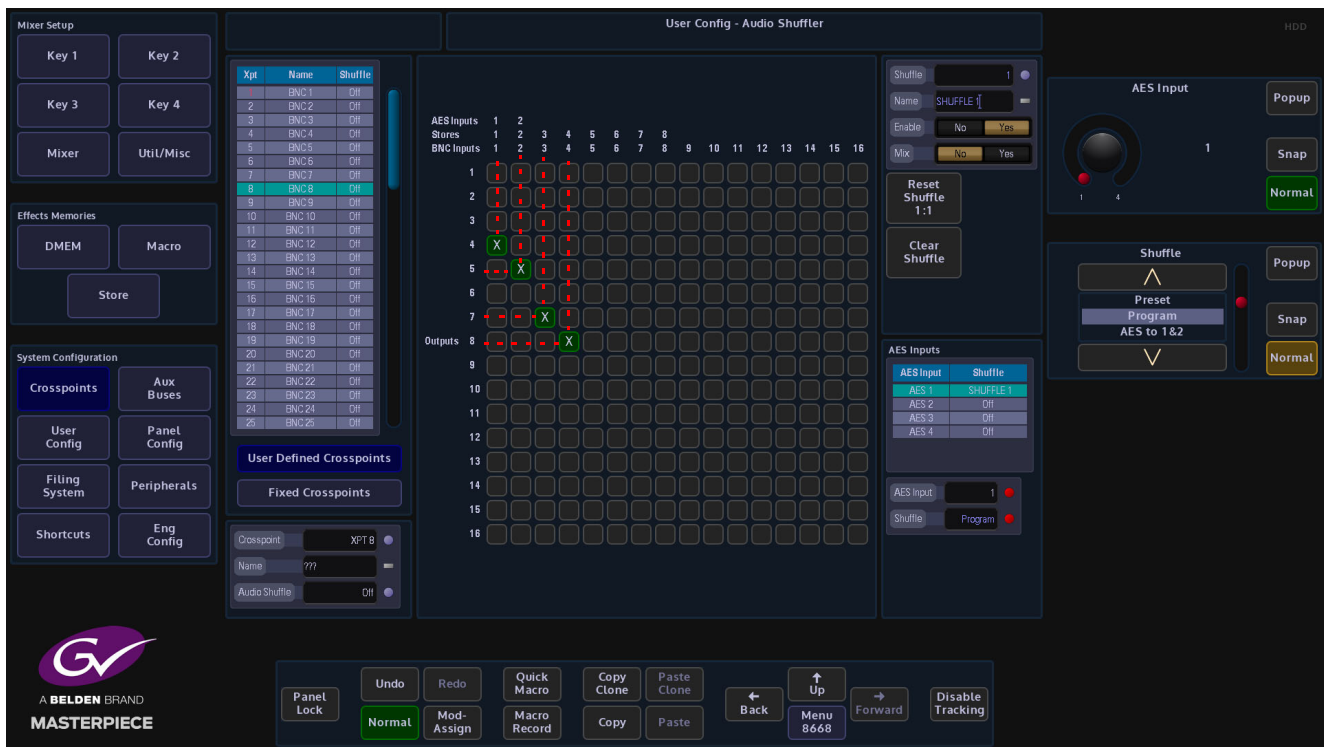 Mixer Setup
User Config - Audio Shuffler
HDD
Key 1
Key 2
Key 3
Key 4
Mixer
Util/Misc
Effects Memories
DMEM
Macro
Store
System Configuration
Crosspoints
Aux Buses
User Config
Panel Config
Filing System
Peripherals
Shortcuts
Eng Config
A BELDEN BRAND
MASTERPIECE
Xpt Name Shuffle
1 BNC 1 Off
2 BNC 2 Off
3 BNC 3 Off
4 BNC 4 Off
5 BNC 5 Off
6 BNC 6 Off
7 BNC 7 Off
8 BNC 8 Off
9 BNC 9 Off
10 BNC 10 Off
11 BNC 11 Off
12 BNC 12 Off
13 BNC 13 Off
14 BNC 14 Off
15 BNC 15 Off
16 BNC 16 Off
17 BNC 17 Off
18 BNC 18 Off
19 BNC 19 Off
20 BNC 20 Off
21 BNC 21 Off
22 BNC 22 Off
23 BNC 23 Off
24 BNC 24 Off
25 BNC 25 Off
User Defined Crosspoints
Fixed Crosspoints
Crosspoint XPT 8
Name ???
Audio Shuffle Off
AES Inputs 1 2
Stores 1 2 3 4 5 6 7 8
BNC Inputs 1 2 3 4 5 6 7 8 9 10 11 12 13 14 15 16
1
2
3
4 X
5 X
6
7 X
Outputs 8 X
9
10
11
12
13
14
15
16
Shuffle 1
Name SHUFFLE 1
Enable No Yes
Mix No Yes
Reset
Shuffle
1:1
Clear
Shuffle
AES Inputs
AES Input Shuffle
AES 1 SHUFFLE 1
AES 2 Off
AES 3 Off
AES 4 Off
AES Input 1
Shuffle Program
AES Input
1
1 4
Popup
Snap
Normal
Shuffle
Preset
Program
AES to 1&2
Popup
Snap
Normal
Panel Lock
Undo
Redo
Normal
Mod-Assign
Quick Macro
Macro Record
Copy Clone
Paste Clone
Copy
Paste
Back
Up
Menu 8668
Forward
Disable Tracking